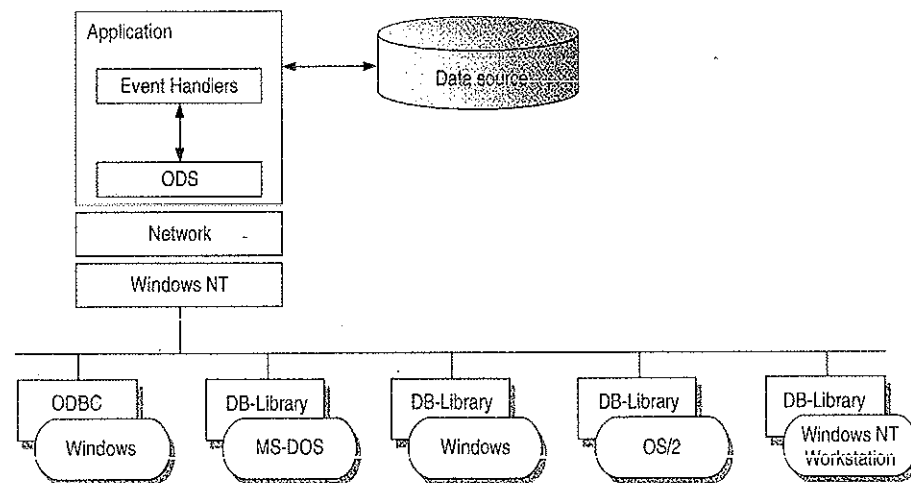 Application
Event Handlers
Data source
ODS
Network
Windows NT
ODBC
DB-Library
DB-Library
DB-Library
DB-Library
Windows
MS-DOS
Windows
OS/2
Windows NT
Workstation